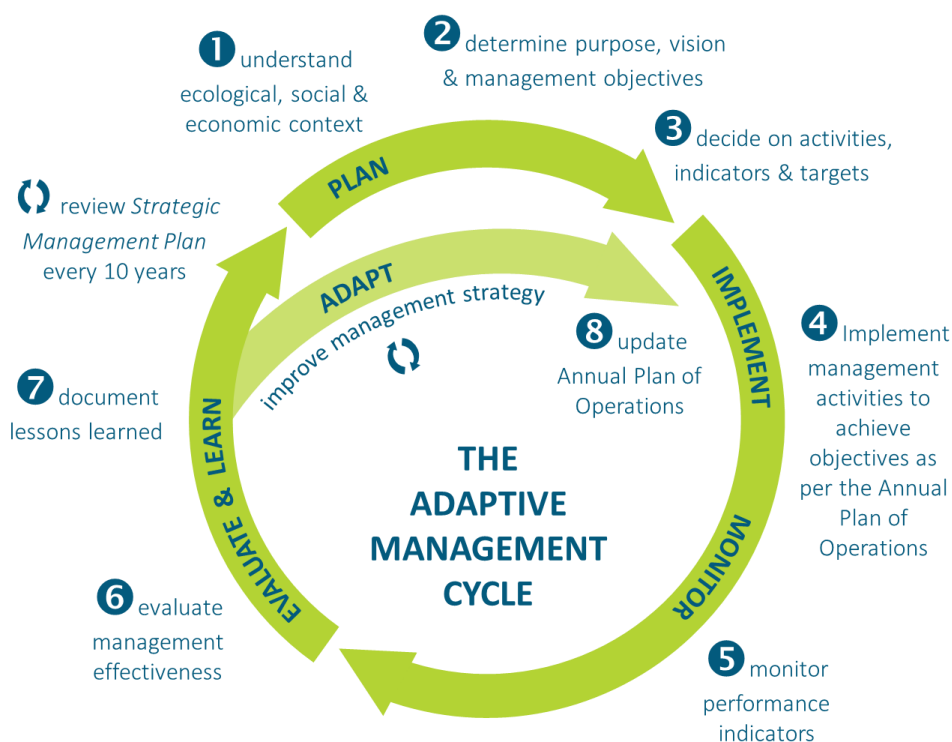 1 understand
ecological, social &
economic context
2 determine purpose, vision
& management objectives
3 decide on activities,
indicators & targets
PLAN
review Strategic
Management Plan
every 10 years
ADAPT
improve management strategy
IMPLEMENT
4 Implement
management
activities to
achieve
objectives as
per the Annual
Plan of
Operations
8 update
Annual Plan of
Operations
7 document
lessons learned
THE
ADAPTIVE
MANAGEMENT
CYCLE
EVALUATE & LEARN
MONITOR
6 evaluate
management
effectiveness
5 monitor
performance
indicators